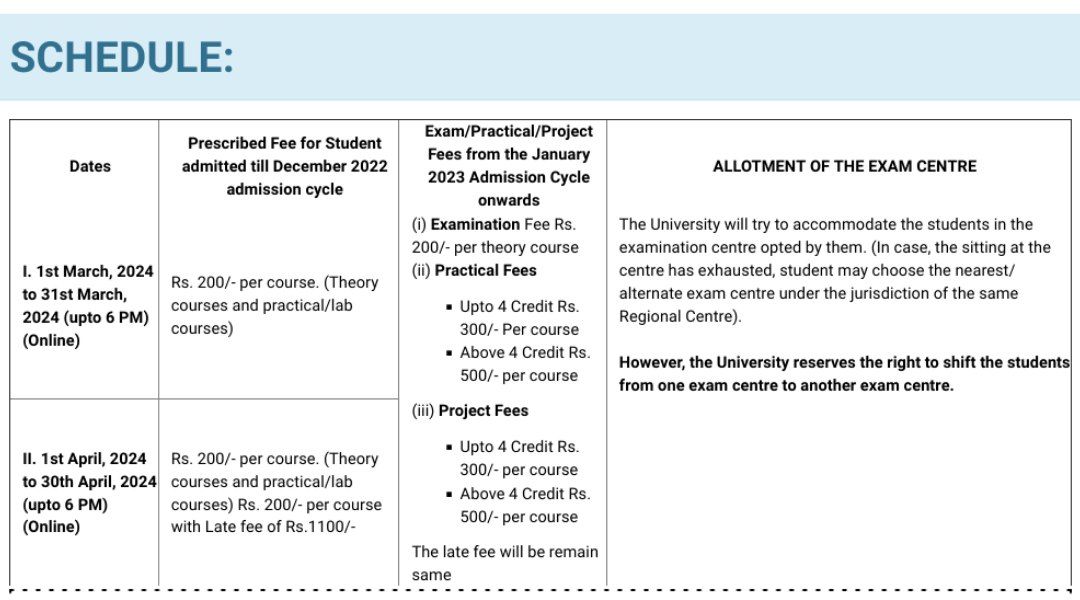 SCHEDULE:
Dates
Prescribed Fee for Student
admitted till December 2022
admission cycle
Exam/Practical/Project
Fees from the January
2023 Admission Cycle
onwards
ALLOTMENT OF THE EXAM CENTRE
I. 1st March, 2024
to 31st March,
2024 (upto 6 PM)
(Online)
Rs. 200/- per course. (Theory
courses and practical/lab
courses)
(i) Examination Fee Rs.
200/- per theory course
(ii) Practical Fees
▪ Upto 4 Credit Rs.
300/- Per course
▪ Above 4 Credit Rs.
500/- per course
(iii) Project Fees
▪ Upto 4 Credit Rs.
300/- per course
▪ Above 4 Credit Rs.
500/- per course
The late fee will be remain
same
The University will try to accommodate the students in the
examination centre opted by them. (In case, the sitting at the
centre has exhausted, student may choose the nearest/
alternate exam centre under the jurisdiction of the same
Regional Centre).
However, the University reserves the right to shift the students
from one exam centre to another exam centre.
II. 1st April, 2024
to 30th April, 2024
(upto 6 PM)
(Online)
Rs. 200/- per course. (Theory
courses and practical/lab
courses) Rs. 200/- per course
with Late fee of Rs.1100/-